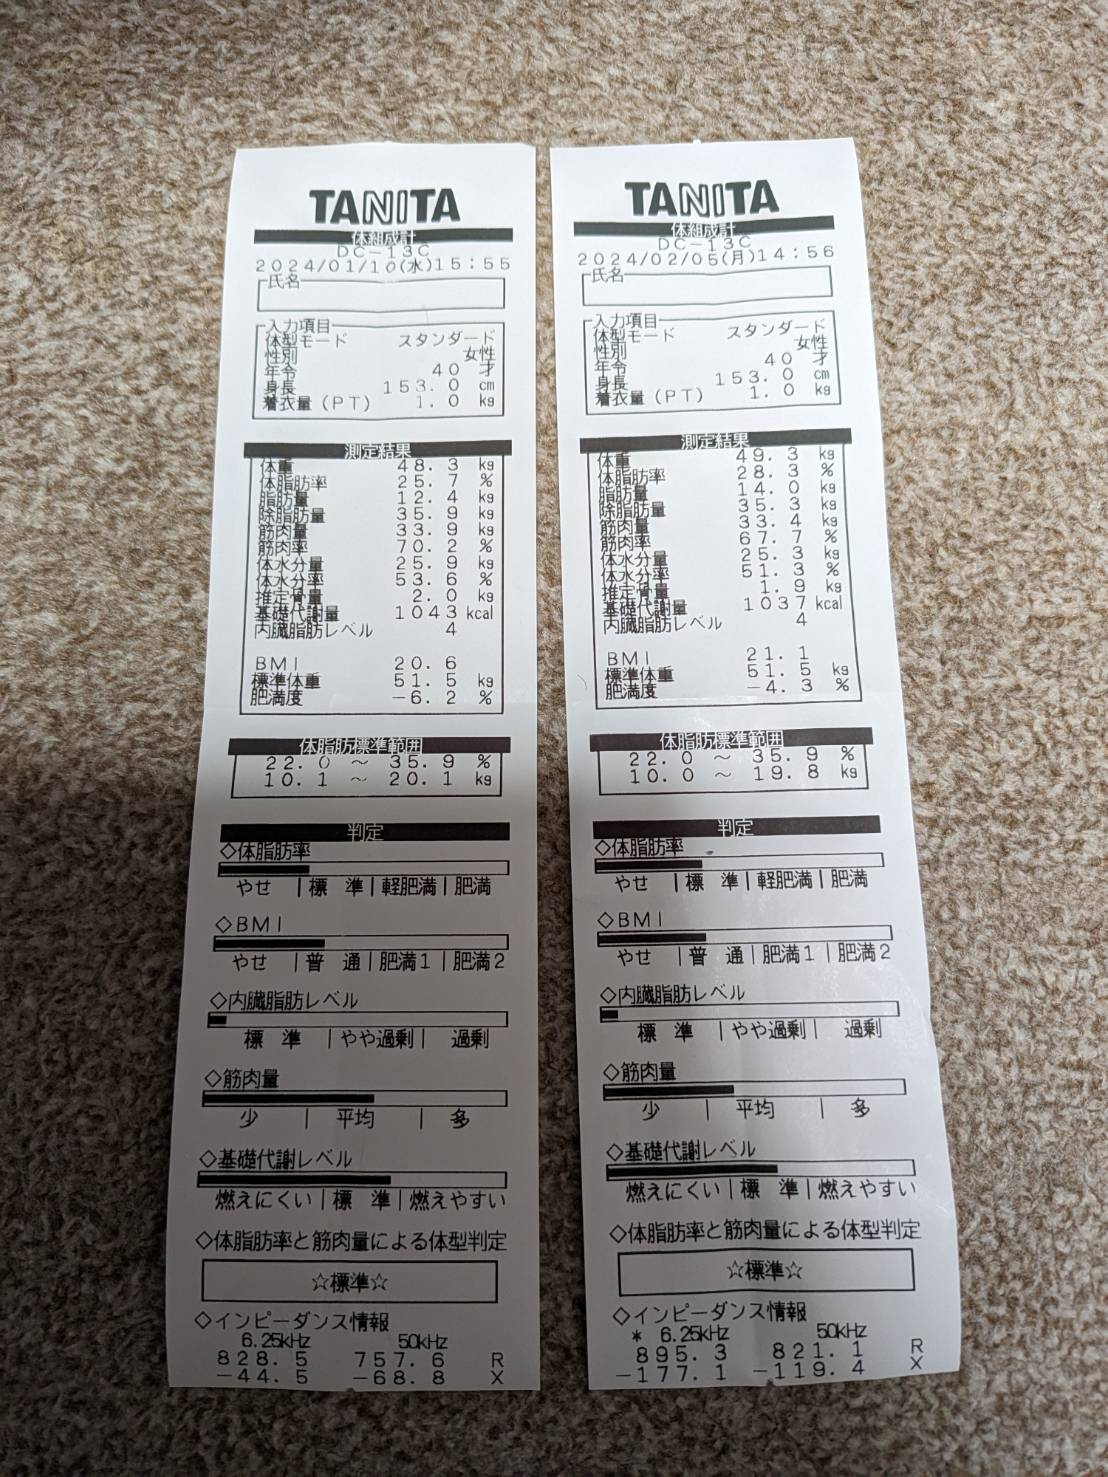 TANITA
体組成計
DC-13C
2024/01/10(水)15:55
氏名
入力項目
体型モード スタンダード
性別 女性
年令 40 才
身長 153.0 cm
着衣量(PT) 1.0 kg
測定結果
体重 48.3 kg
体脂肪率 25.7 %
脂肪量 12.4 kg
除脂肪量 35.9 kg
筋肉量 33.9 kg
筋肉率 70.2 %
体水分量 25.9 kg
体水分率 53.6 %
推定骨量 2.0 kg
基礎代謝量 1043 kcal
内臓脂肪レベル 4
BMI 20.6
標準体重 51.5 kg
肥満度 -6.2 %
体脂肪標準範囲
22.0 ～ 35.9 %
10.1 ～ 20.1 kg
判定
◇体脂肪率
やせ | 標 準 | 軽肥満 | 肥満
◇BMI
やせ | 普 通 | 肥満1 | 肥満2
◇内臓脂肪レベル
標 準 | やや過剰 | 過剰
◇筋肉量
少 | 平均 | 多
◇基礎代謝レベル
燃えにくい | 標 準 | 燃えやすい
◇体脂肪率と筋肉量による体型判定
☆標準☆
◇インピーダンス情報
6.25kHz 50kHz
828.5 757.6 R
-44.5 -68.8 X
TANITA
体組成計
DC-13C
2024/02/05(月)14:56
氏名
入力項目
体型モード スタンダード
性別 女性
年令 40 才
身長 153.0 cm
着衣量(PT) 1.0 kg
測定結果
体重 49.3 kg
体脂肪率 28.3 %
脂肪量 14.0 kg
除脂肪量 35.3 kg
筋肉量 33.4 kg
筋肉率 67.7 %
体水分量 25.3 kg
体水分率 51.3 %
推定骨量 1.9 kg
基礎代謝量 1037 kcal
内臓脂肪レベル 4
BMI 21.1
標準体重 51.5 kg
肥満度 -4.3 %
体脂肪標準範囲
22.0 ～ 35.9 %
10.0 ～ 19.8 kg
判定
◇体脂肪率
やせ | 標 準 | 軽肥満 | 肥満
◇BMI
やせ | 普 通 | 肥満1 | 肥満2
◇内臓脂肪レベル
標 準 | やや過剰 | 過剰
◇筋肉量
少 | 平均 | 多
◇基礎代謝レベル
燃えにくい | 標 準 | 燃えやすい
◇体脂肪率と筋肉量による体型判定
☆標準☆
◇インピーダンス情報
* 6.25kHz 50kHz
895.3 821.1 R
-177.1 -119.4 X